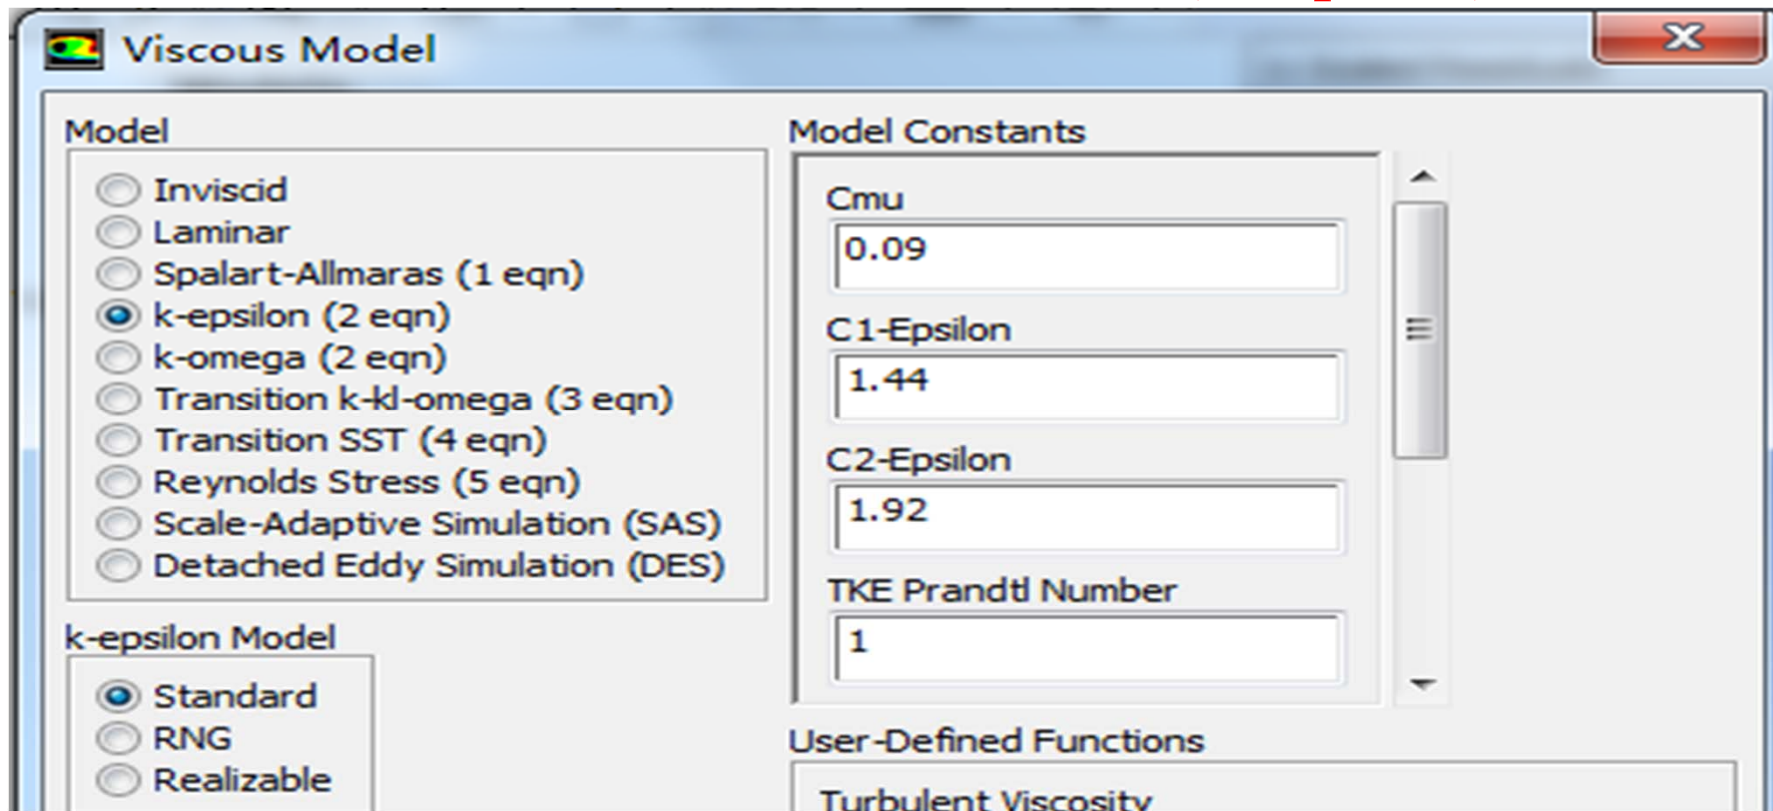 Viscous Model
Model
Inviscid
Laminar
Spalart-Allmaras (1 eqn)
k-epsilon (2 eqn)
k-omega (2 eqn)
Transition k-kl-omega (3 eqn)
Transition SST (4 eqn)
Reynolds Stress (5 eqn)
Scale-Adaptive Simulation (SAS)
Detached Eddy Simulation (DES)
k-epsilon Model
Standard
RNG
Realizable
Model Constants
Cmu
0.09
C1-Epsilon
1.44
C2-Epsilon
1.92
TKE Prandtl Number
1
User-Defined Functions
Turbulent Viscosity